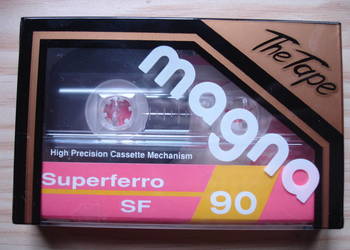 The Tape
magna
High Precision Cassette Mechanism
Superferro
SF 90